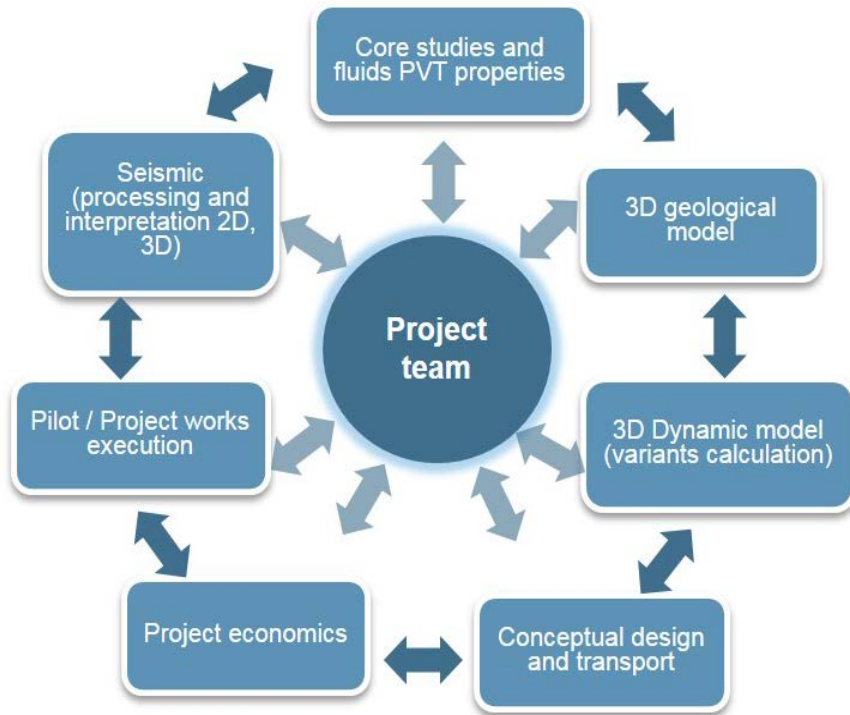 Core studies and
fluids PVT properties
Seismic
(processing and
interpretation 2D,
3D)
3D geological
model
Project
team
Pilot / Project works
execution
3D Dynamic model
(variants calculation)
Project economics
Conceptual design
and transport